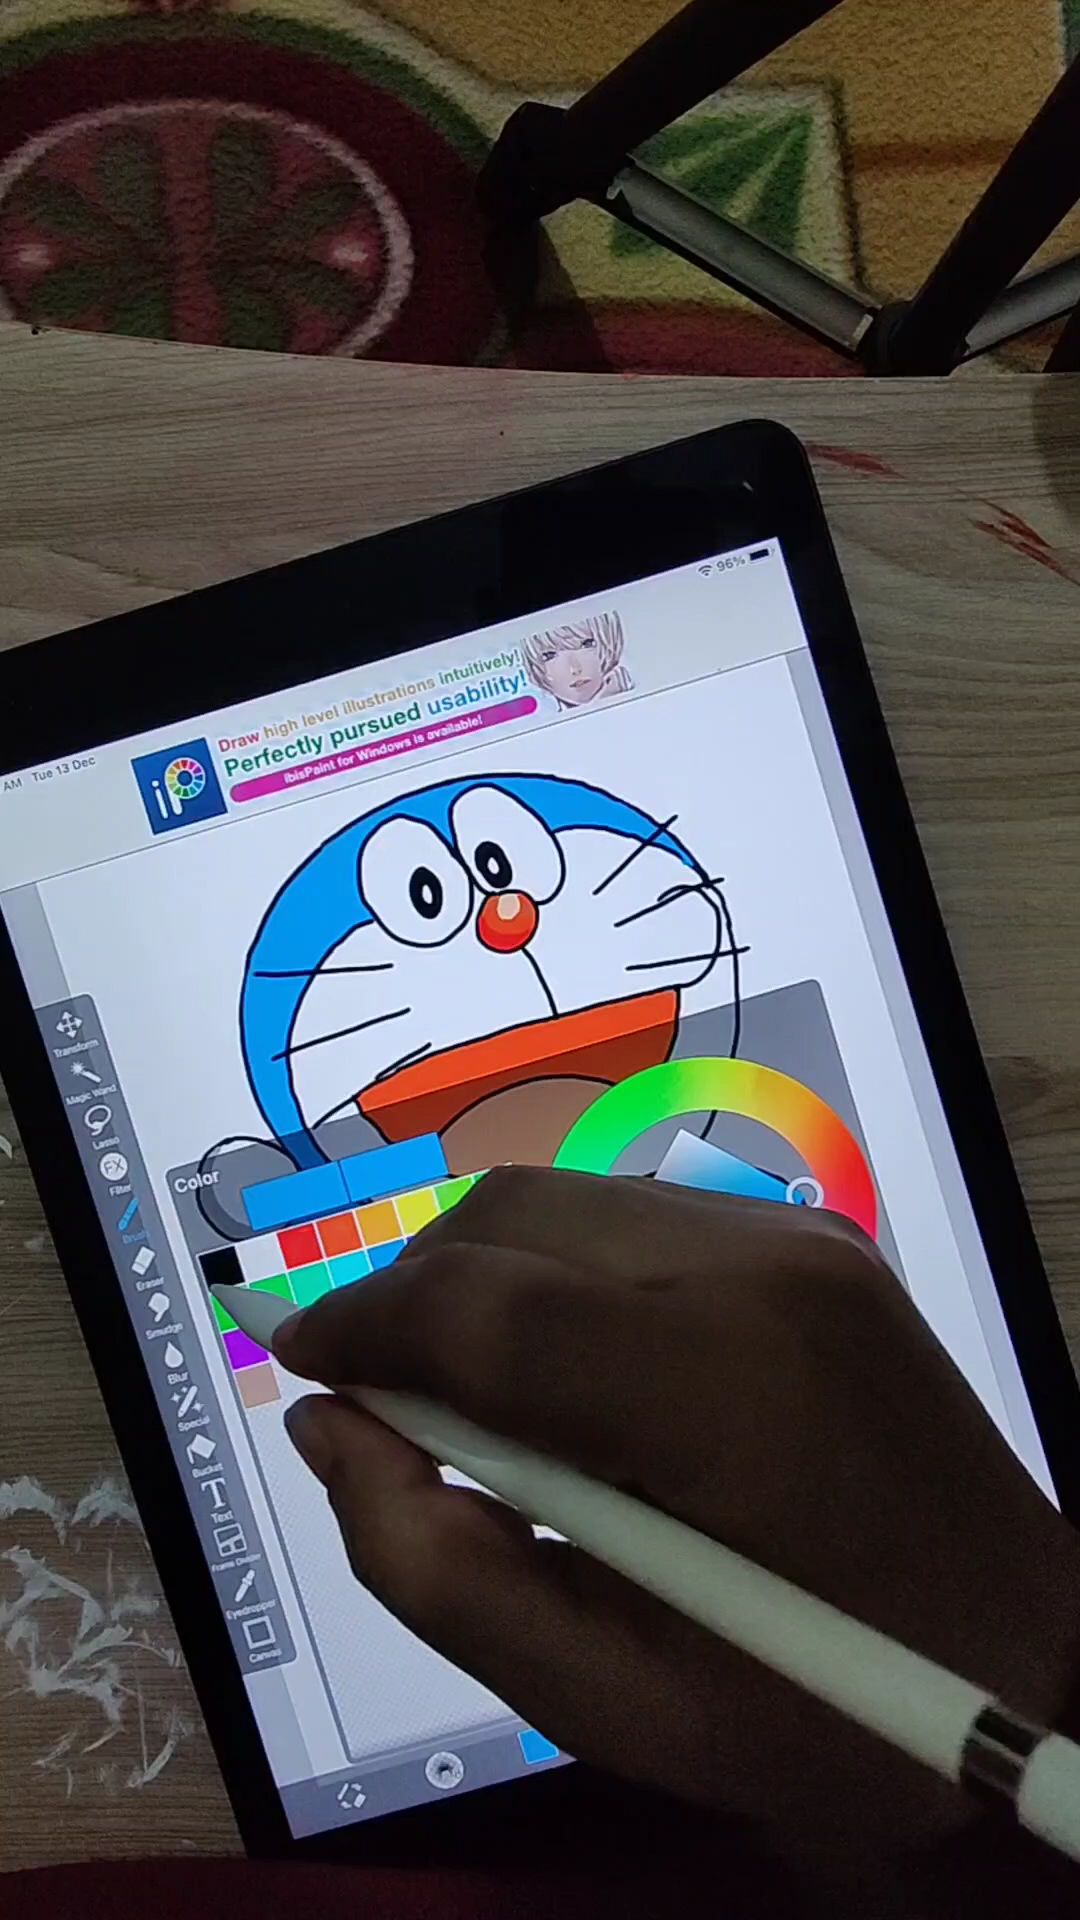 96%
AM Tue 13 Dec
Draw high level illustrations intuitively!
Perfectly pursued usability!
ibisPaint for Windows is available!
iP
Transform
Magic Wand
Lasso
FX
Filter
Brush
Eraser
Smudge
Blur
Special
Bucket
T
Text
Frame Divider
Eyedropper
Canvas
Color